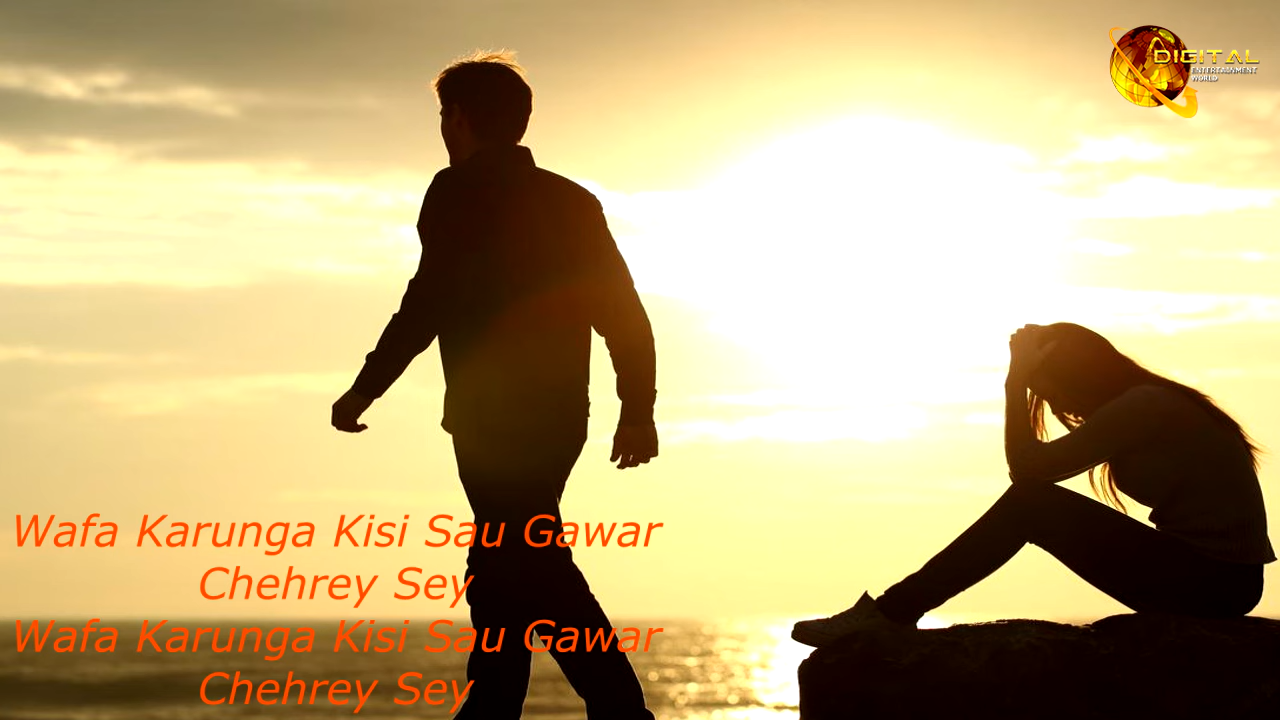 DIGITAL
ENTERTAINMENT
WORLD
Wafa Karunga Kisi Sau Gawar
Chehrey Sey
Wafa Karunga Kisi Sau Gawar
Chehrey Sey